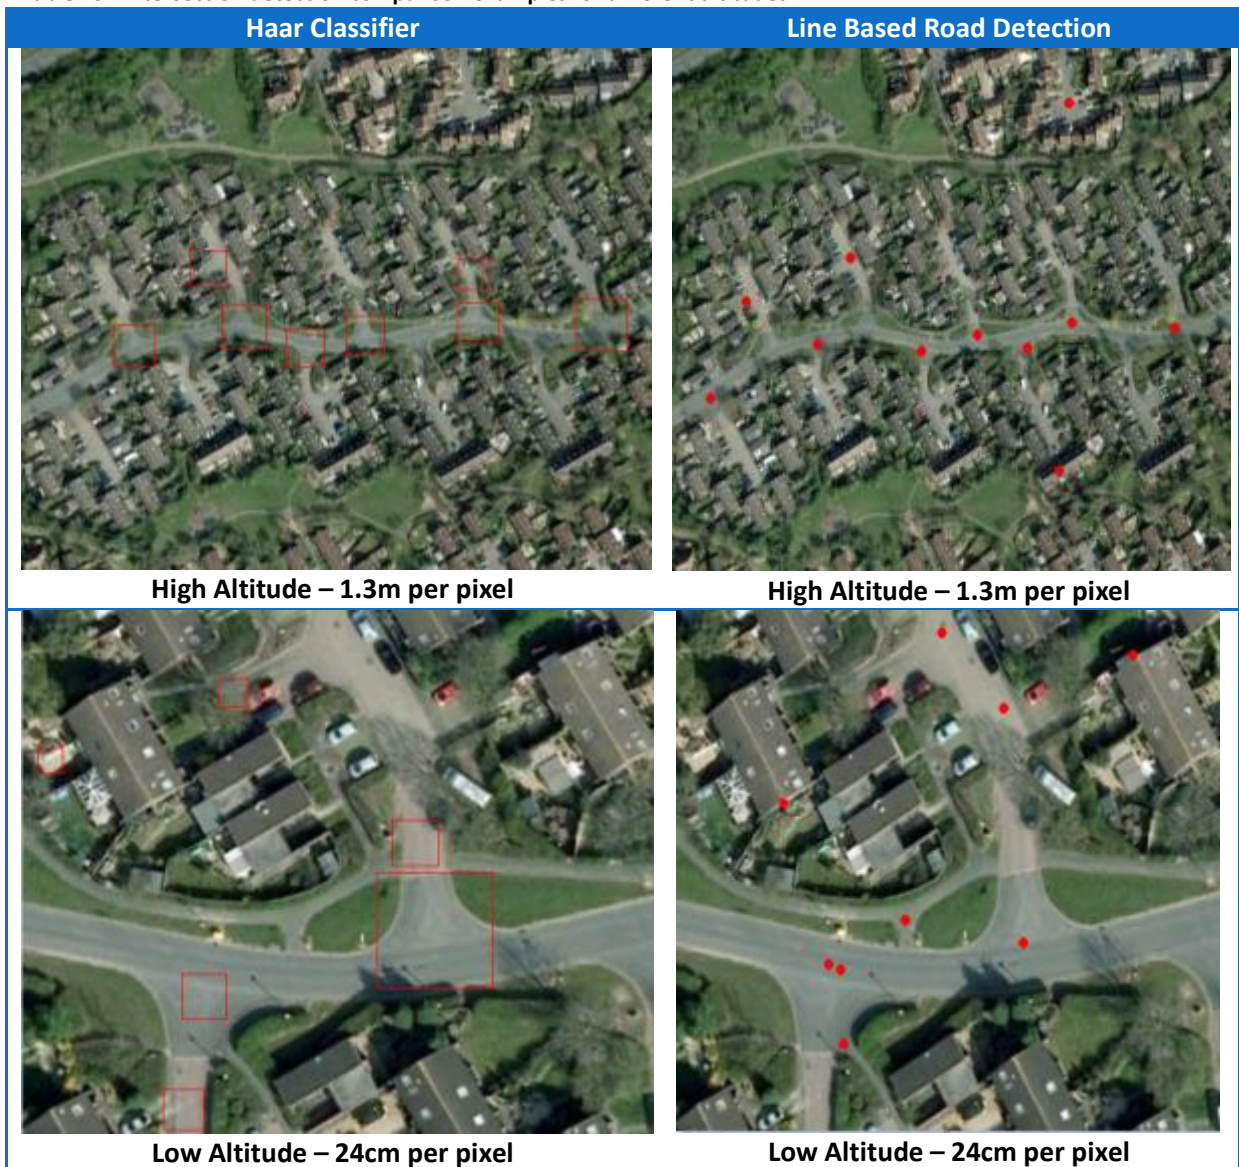 Haar Classifier
Line Based Road Detection
High Altitude – 1.3m per pixel
High Altitude – 1.3m per pixel
Low Altitude – 24cm per pixel
Low Altitude – 24cm per pixel